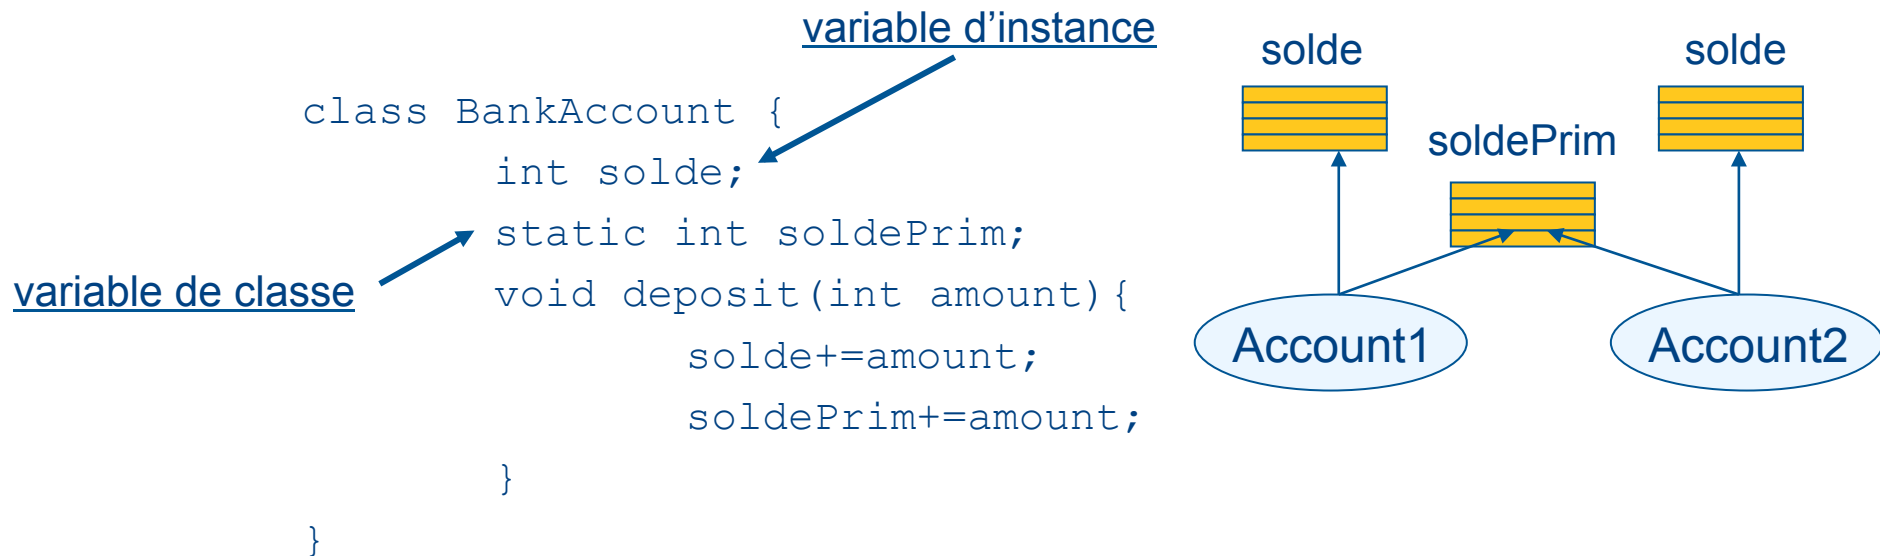 variable d’instance
class BankAccount {
int solde;
static int soldePrim;
variable de classe
void deposit(int amount){
solde+=amount;
soldePrim+=amount;
}
}
solde
solde
soldePrim
Account1
Account2